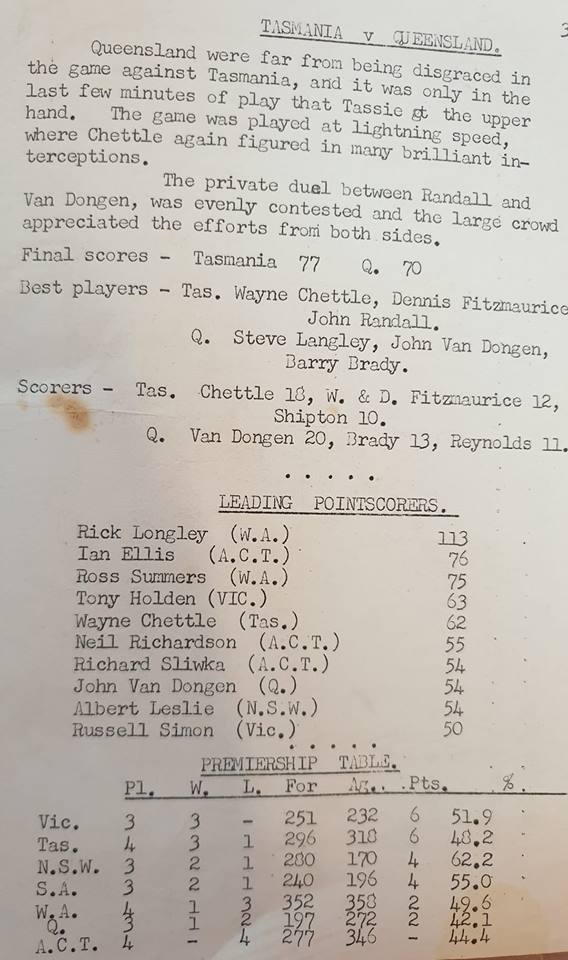 TASMANIA v QUEENSLAND. 3
Queensland were far from being disgraced in
the game against Tasmania, and it was only in the
last few minutes of play that Tassie gt the upper
hand. The game was played at lightning speed,
where Chettle again figured in many brilliant in-
terceptions.
The private duel between Randall and
Van Dongen, was evenly contested and the large crowd
appreciated the efforts from both sides.
Final scores - Tasmania 77 Q. 70
Best players - Tas. Wayne Chettle, Dennis Fitzmaurice
John Randall.
Q. Steve Langley, John Van Dongen,
Barry Brady.
Scorers - Tas. Chettle 18, W. & D. Fitzmaurice 12,
Shipton 10.
Q. Van Dongen 20, Brady 13, Reynolds 11.
. . . . .
LEADING POINTSCORERS.
Rick Longley (W.A.) 113
Ian Ellis (A.C.T.) 76
Ross Summers (W.A.) 75
Tony Holden (VIC.) 63
Wayne Chettle (Tas.) 62
Neil Richardson (A.C.T.) 55
Richard Sliwka (A.C.T.) 54
John Van Dongen (Q.) 54
Albert Leslie (N.S.W.) 54
Russell Simon (Vic.) 50
. . . . .
PREMIERSHIP TABLE.
Pl. W. L. For Ag.. .Pts. %.
Vic. 3 3 - 251 232 6 51.9
Tas. 4 3 1 296 318 6 48.2
N.S.W. 3 2 1 280 170 4 62.2
S.A. 3 2 1 240 196 4 55.0
W.A. 4 1 3 352 358 2 49.6
Q. 3 1 2 197 272 2 42.1
A.C.T. 4 - 4 277 346 - 44.4